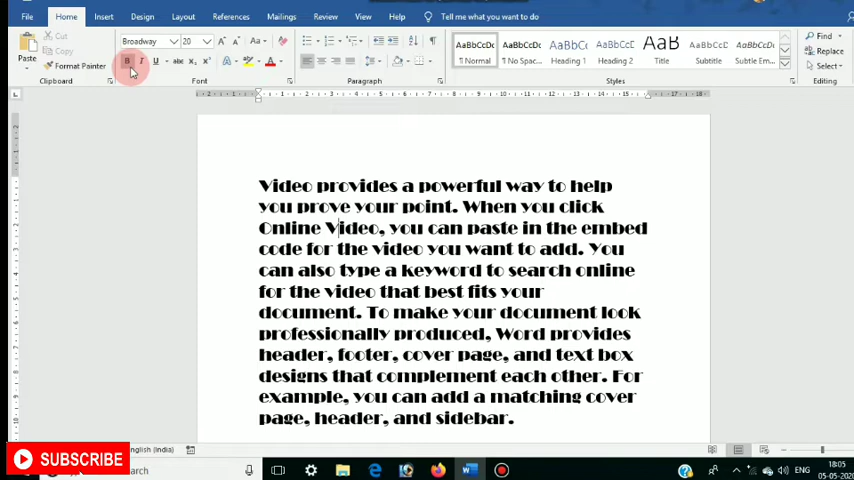 File Home Insert Design Layout References Mailings Review View Help Tell me what you want to do
Cut
Copy
Paste
Format Painter
Clipboard
Broadway 20 Aa
B I U abc x₂ x² A A
Font
Paragraph
AaBbCcDc AaBbCcDc AaBbCc AaBbCc AaB AaBbCcD AaBbCcDc
¶ Normal ¶ No Spac... Heading 1 Heading 2 Title Subtitle Subtle Em...
Styles
Find
Replace
Select
Editing
Video provides a powerful way to help
you prove your point. When you click
Online Video, you can paste in the embed
code for the video you want to add. You
can also type a keyword to search online
for the video that best fits your
document. To make your document look
professionally produced, Word provides
header, footer, cover page, and text box
designs that complement each other. For
example, you can add a matching cover
page, header, and sidebar.
SUBSCRIBE
English (India)
ENG
18:05